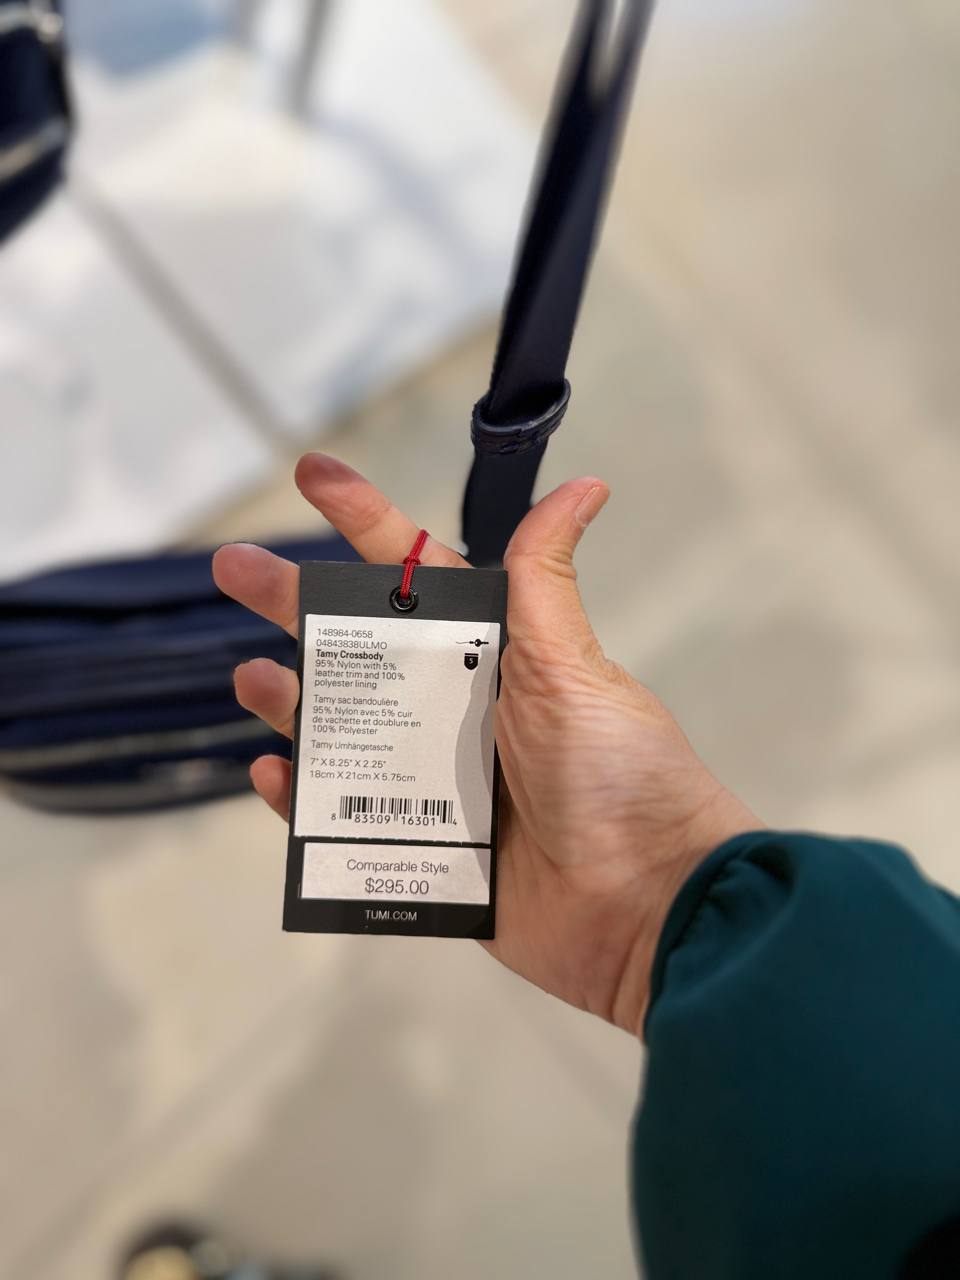 148984-0658
04843838ULMO
Tamy Crossbody
95% Nylon with 5%
leather trim and 100%
polyester lining
Tamy sac bandoulière
95% Nylon avec 5% cuir
de vachette et doublure en
100% Polyester
Tamy Umhängetasche
7" X 8.25" X 2.25"
18cm X 21cm X 5.75cm
8 83509 16301 4
5
Comparable Style
$295.00
TUMI.COM